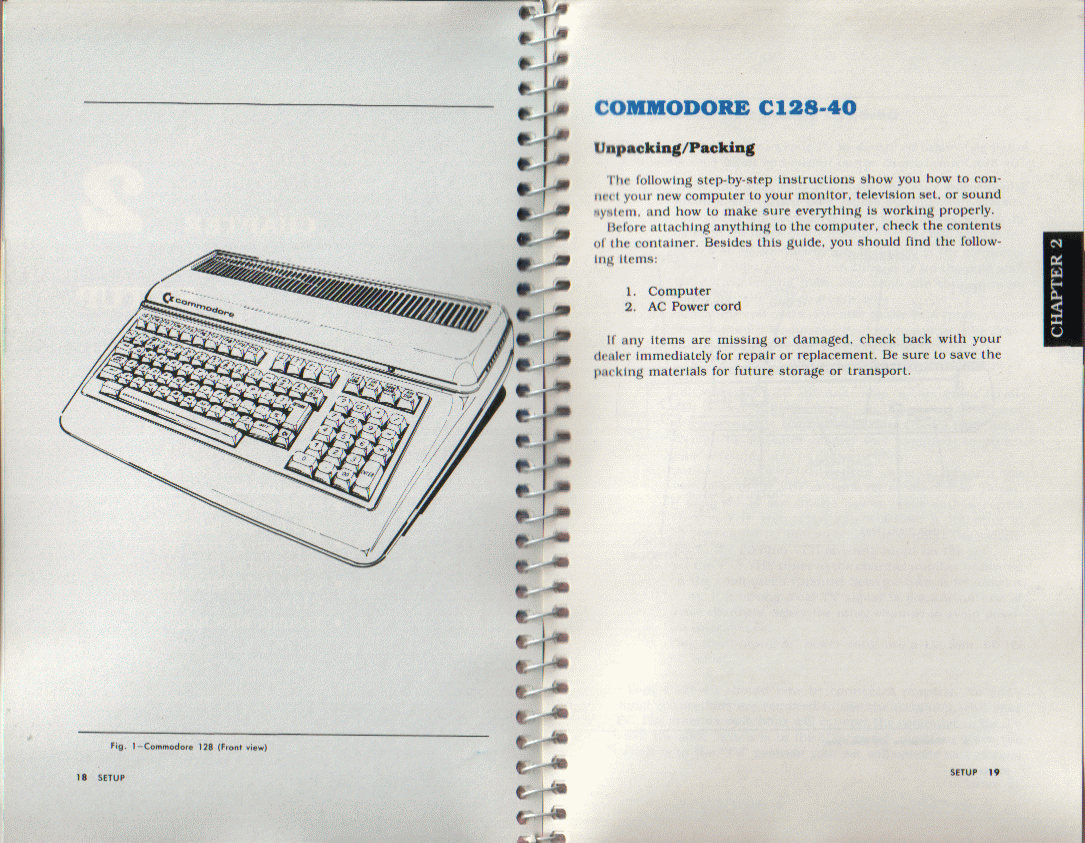 commodore
ENTER
Fig. 1–Commodore 128 (Front view)
18 SETUP
COMMODORE C128-40
Unpacking/Packing
The following step-by-step instructions show you how to con-
nect your new computer to your monitor, television set, or sound
system, and how to make sure everything is working properly.
Before attaching anything to the computer, check the contents
of the container. Besides this guide, you should find the follow-
ing items:
1. Computer
2. AC Power cord
If any items are missing or damaged, check back with your
dealer immediately for repair or replacement. Be sure to save the
packing materials for future storage or transport.
CHAPTER 2
SETUP 19